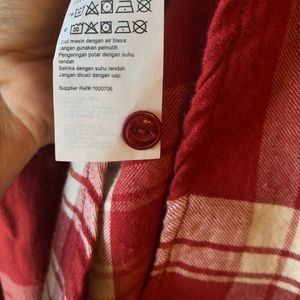 Cuci mesin dengan air biasa
Jangan gunakan pemutih
Pengeringan putar dengan suhu
rendah
Setrika dengan suhu rendah
Jangan dicuci dengan uap
Supplier Ref# 1000706